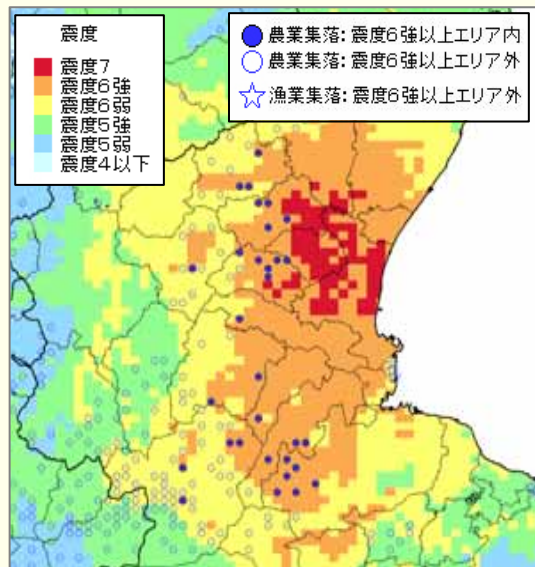 震度
震度7
震度6強
震度6弱
震度5強
震度5弱
震度4以下
農業集落：震度6強以上エリア内
農業集落：震度6強以上エリア外
漁業集落：震度6強以上エリア外